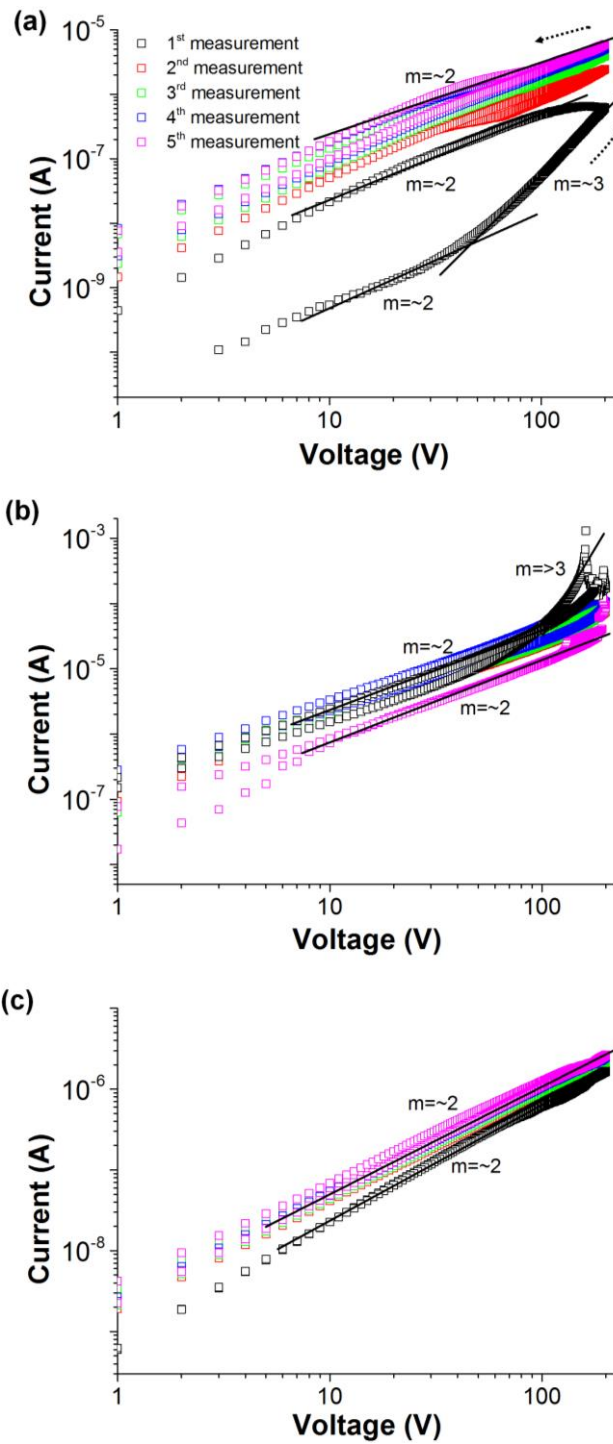 (a)
1st measurement
2nd measurement
3rd measurement
4th measurement
5th measurement
m=~2
m=~2
m=~3
m=~2
10-5
10-7
10-9
Current (A)
1
10
100
Voltage (V)
(b)
m=>3
m=~2
m=~2
10-3
10-5
10-7
Current (A)
1
10
100
Voltage (V)
(c)
m=~2
m=~2
10-6
10-8
Current (A)
1
10
100
Voltage (V)